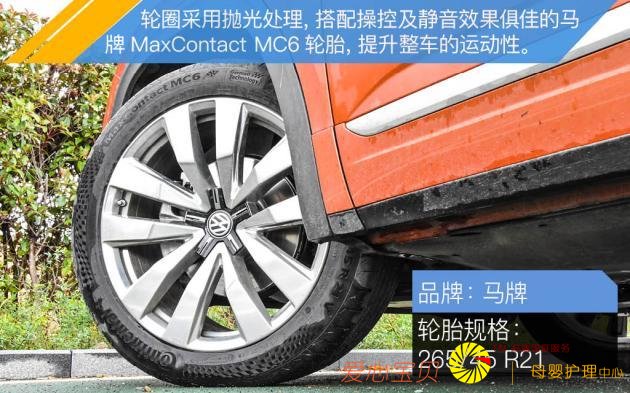 轮圈采用抛光处理，搭配操控及静音效果俱佳的马
牌 MaxContact MC6 轮胎，提升整车的运动性。
MaxContact MC6
Continental
品牌：马牌
轮胎规格：
265/45 R21
爱心宝贝
母婴护理中心